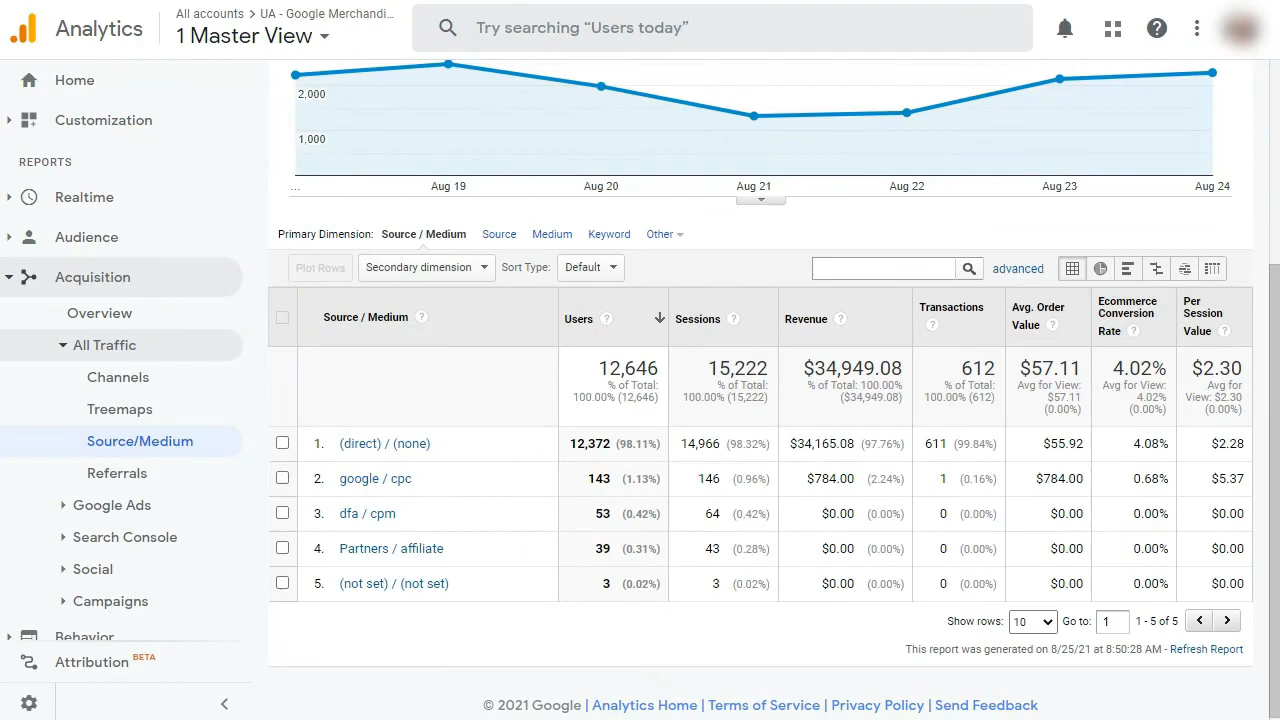 Analytics
All accounts > UA - Google Merchandi...
1 Master View
Try searching “Users today”
Home
Customization
REPORTS
Realtime
Audience
Acquisition
Overview
All Traffic
Channels
Treemaps
Source/Medium
Referrals
Google Ads
Search Console
Social
Campaigns
Behavior
Attribution BETA
2,000
1,000
... Aug 19 Aug 20 Aug 21 Aug 22 Aug 23 Aug 24
Primary Dimension: Source / Medium Source Medium Keyword Other
Plot Rows Secondary dimension Sort Type: Default advanced
Source / Medium ? Users ? Sessions ? Revenue ? Transactions ? Avg. Order Value ? Ecommerce Conversion Rate ? Per Session Value ?
12,646 15,222 $34,949.08 612 $57.11 4.02% $2.30
% of Total: 100.00% (12,646) % of Total: 100.00% (15,222) % of Total: 100.00% ($34,949.08) % of Total: 100.00% (612) Avg for View: $57.11 (0.00%) Avg for View: 4.02% (0.00%) Avg for View: $2.30 (0.00%)
1. (direct) / (none) 12,372 (98.11%) 14,966 (98.32%) $34,165.08 (97.76%) 611 (99.84%) $55.92 4.08% $2.28
2. google / cpc 143 (1.13%) 146 (0.96%) $784.00 (2.24%) 1 (0.16%) $784.00 0.68% $5.37
3. dfa / cpm 53 (0.42%) 64 (0.42%) $0.00 (0.00%) 0 (0.00%) $0.00 0.00% $0.00
4. Partners / affiliate 39 (0.31%) 43 (0.28%) $0.00 (0.00%) 0 (0.00%) $0.00 0.00% $0.00
5. (not set) / (not set) 3 (0.02%) 3 (0.02%) $0.00 (0.00%) 0 (0.00%) $0.00 0.00% $0.00
Show rows: 10 Go to: 1 1 - 5 of 5
This report was generated on 8/25/21 at 8:50:28 AM - Refresh Report
© 2021 Google | Analytics Home | Terms of Service | Privacy Policy | Send Feedback